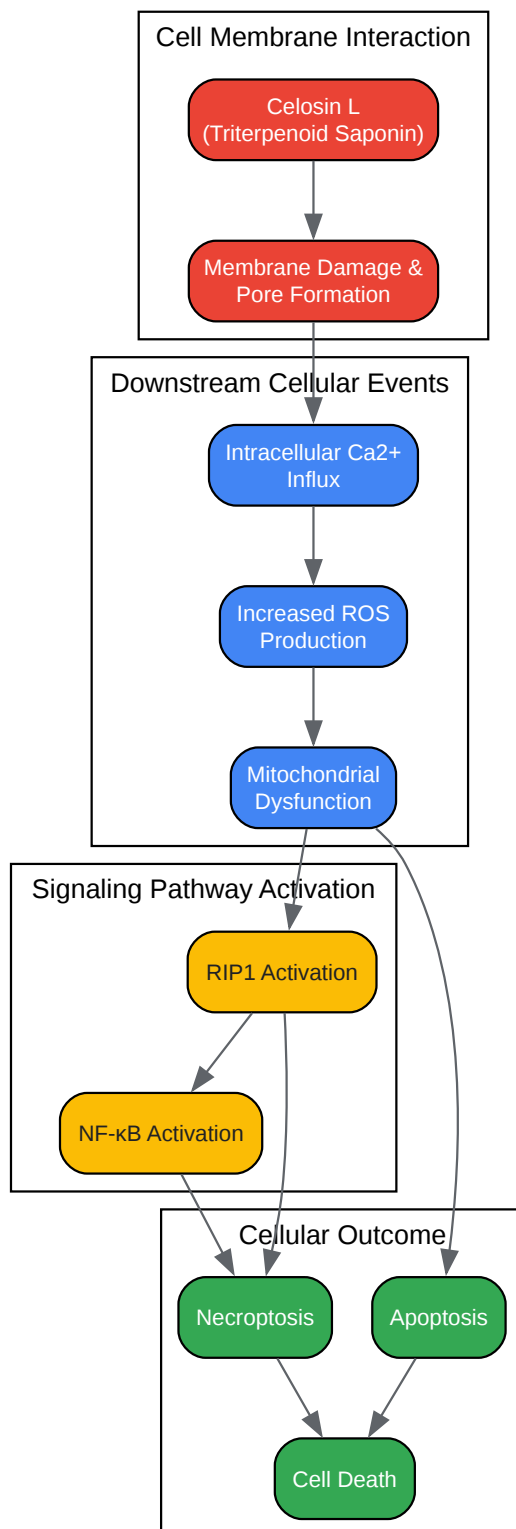 Cell Membrane Interaction
Celosin L
(Triterpenoid Saponin)
Membrane Damage &
Pore Formation
Downstream Cellular Events
Intracellular Ca2+
Influx
Increased ROS
Production
Mitochondrial
Dysfunction
Signaling Pathway Activation
RIP1 Activation
NF-κB Activation
Cellular Outcome
Necroptosis
Apoptosis
Cell Death